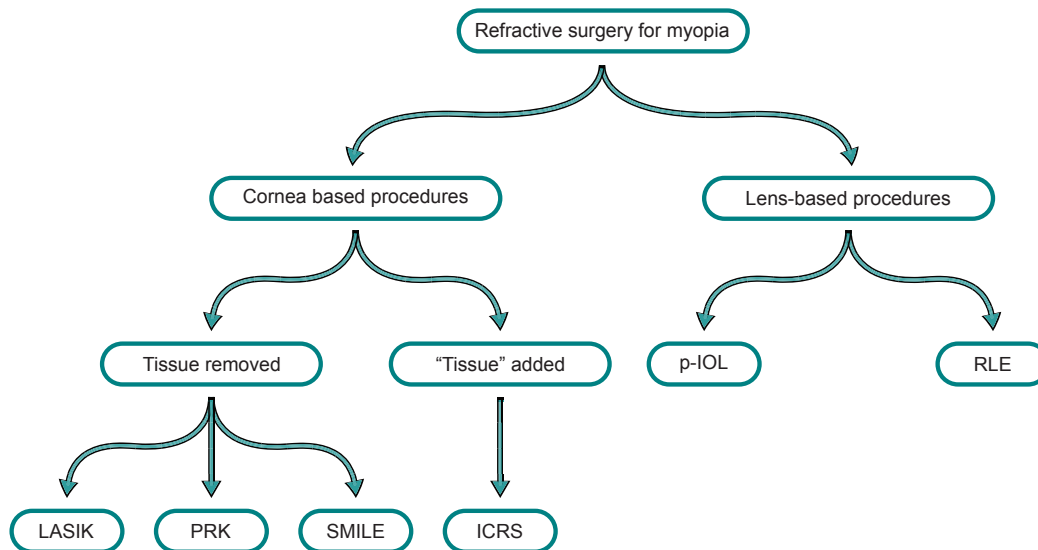 Refractive surgery for myopia
Cornea based procedures
Lens-based procedures
Tissue removed
“Tissue” added
p-IOL
RLE
LASIK
PRK
SMILE
ICRS